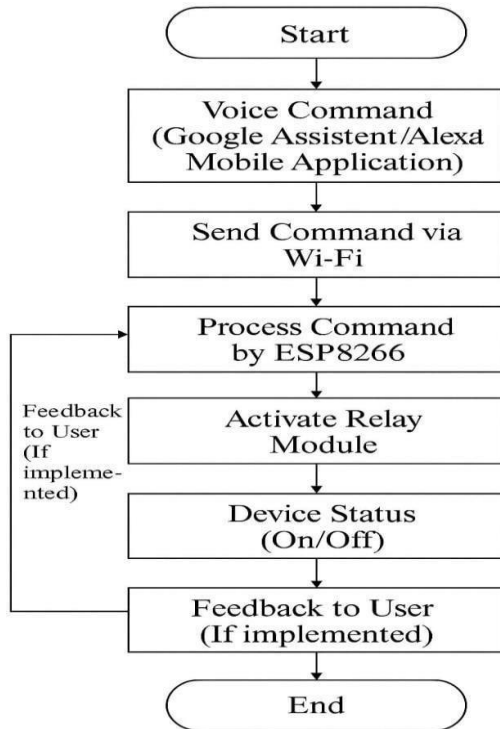 Start
Voice Command
(Google Assistent/Alexa
Mobile Application)
Send Command via
Wi-Fi
Process Command
by ESP8266
Feedback
to User
(If
impleme-
nted)
Activate Relay
Module
Device Status
(On/Off)
Feedback to User
(If implemented)
End